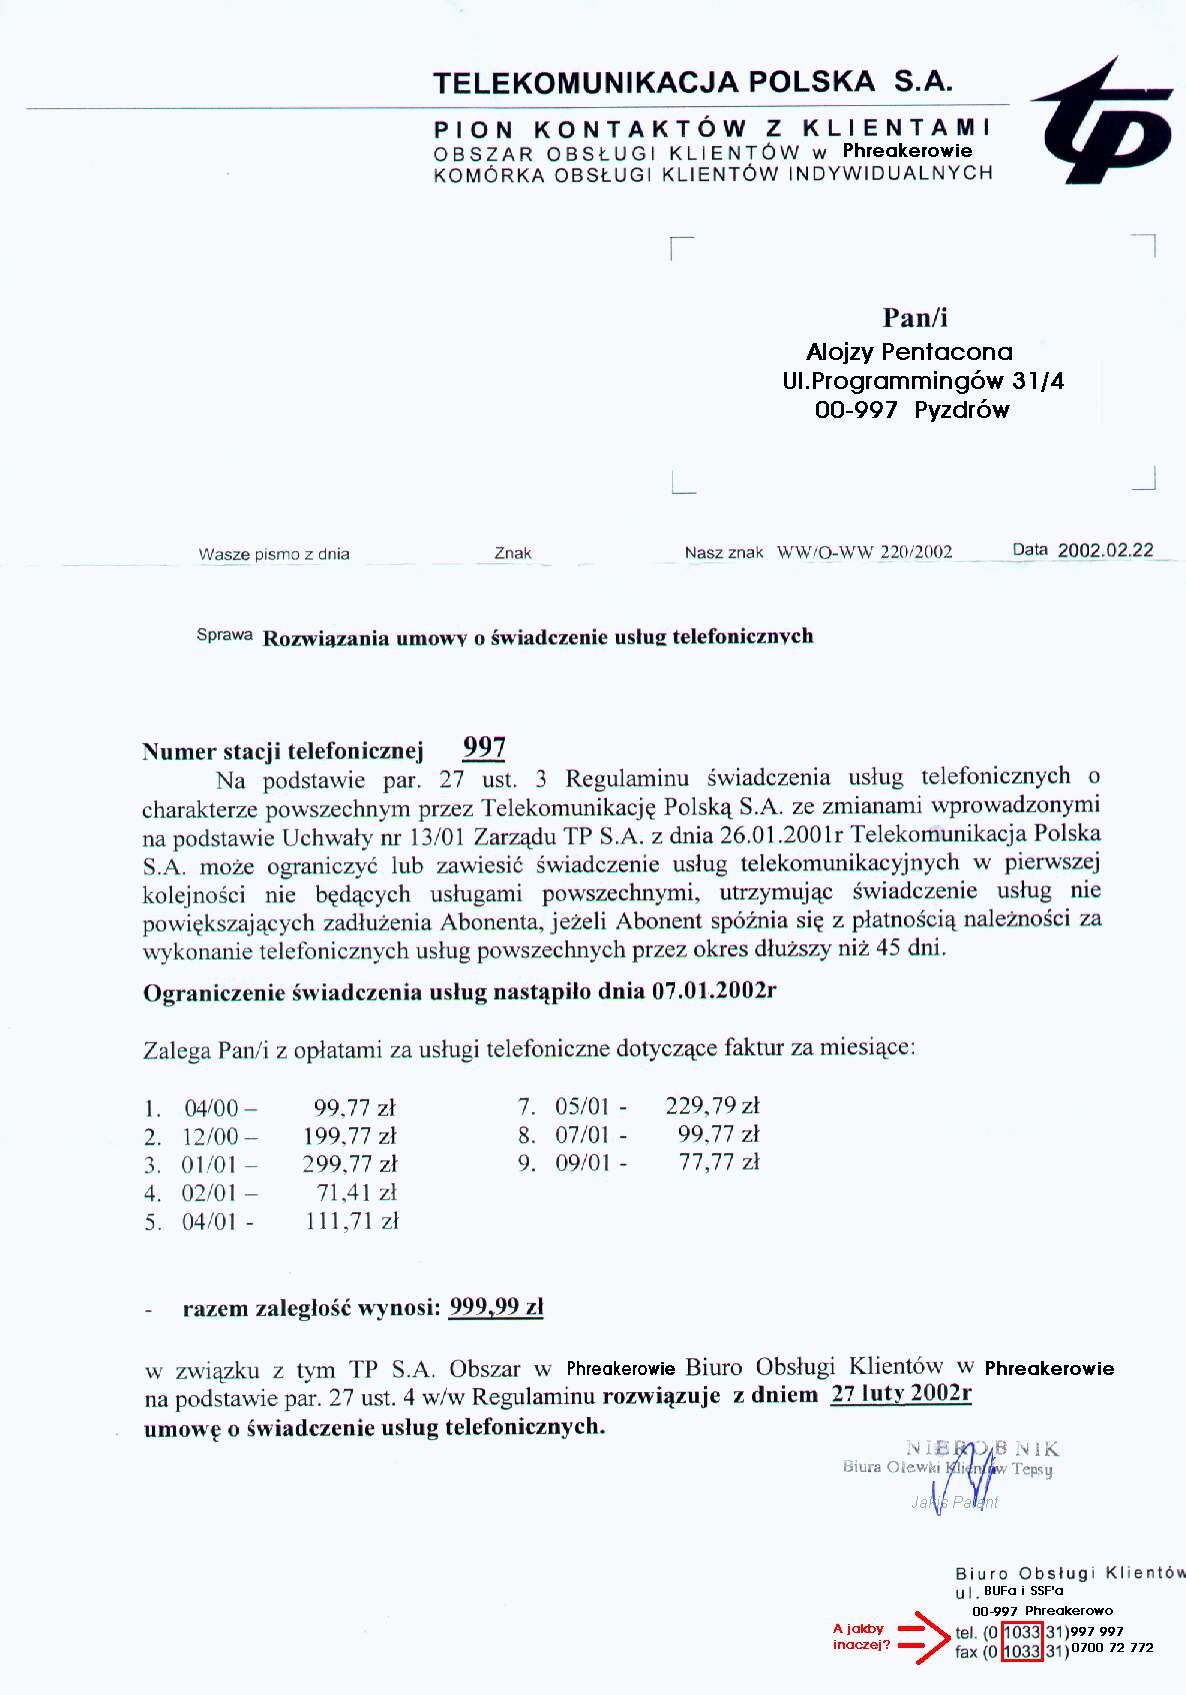 TELEKOMUNIKACJA POLSKA S.A.
PION KONTAKTÓW Z KLIENTAMI
OBSZAR OBSŁUGI KLIENTÓW w Phreakerowie
KOMÓRKA OBSŁUGI KLIENTÓW INDYWIDUALNYCH
tp
Pan/i
Alojzy Pentacona
Ul.Programmingów 31/4
00-997 Pyzdrów
Wasze pismo z dnia Znak Nasz znak WW/O-WW 220/2002 Data 2002.02.22
Sprawa Rozwiązania umowy o świadczenie usług telefonicznych
Numer stacji telefonicznej 997
Na podstawie par. 27 ust. 3 Regulaminu świadczenia usług telefonicznych o
charakterze powszechnym przez Telekomunikację Polską S.A. ze zmianami wprowadzonymi
na podstawie Uchwały nr 13/01 Zarządu TP S.A. z dnia 26.01.2001r Telekomunikacja Polska
S.A. może ograniczyć lub zawiesić świadczenie usług telekomunikacyjnych w pierwszej
kolejności nie będących usługami powszechnymi, utrzymując świadczenie usług nie
powiększających zadłużenia Abonenta, jeżeli Abonent spóźnia się z płatnością należności za
wykonanie telefonicznych usług powszechnych przez okres dłuższy niż 45 dni.
Ograniczenie świadczenia usług nastąpiło dnia 07.01.2002r
Zalega Pan/i z opłatami za usługi telefoniczne dotyczące faktur za miesiące:
1. 04/00 – 99,77 zł 7. 05/01 - 229,79 zł
2. 12/00 – 199,77 zł 8. 07/01 - 99,77 zł
3. 01/01 – 299,77 zł 9. 09/01 - 77,77 zł
4. 02/01 – 71,41 zł
5. 04/01 - 111,71 zł
- razem zaległość wynosi: 999,99 zł
w związku z tym TP S.A. Obszar w Phreakerowie Biuro Obsługi Klientów w Phreakerowie
na podstawie par. 27 ust. 4 w/w Regulaminu rozwiązuje z dniem 27 luty 2002r
umowę o świadczenie usług telefonicznych.
NIEROBNIK
Biura Olewki Klientów Tepsy
Jakiś Palant
Biuro Obsługi Klientów
ul. BUFa i SSF'a
00-997 Phreakerowo
A jakby tel. (0 1033 31)997 997
inaczej? fax (0 1033 31)0700 72 772